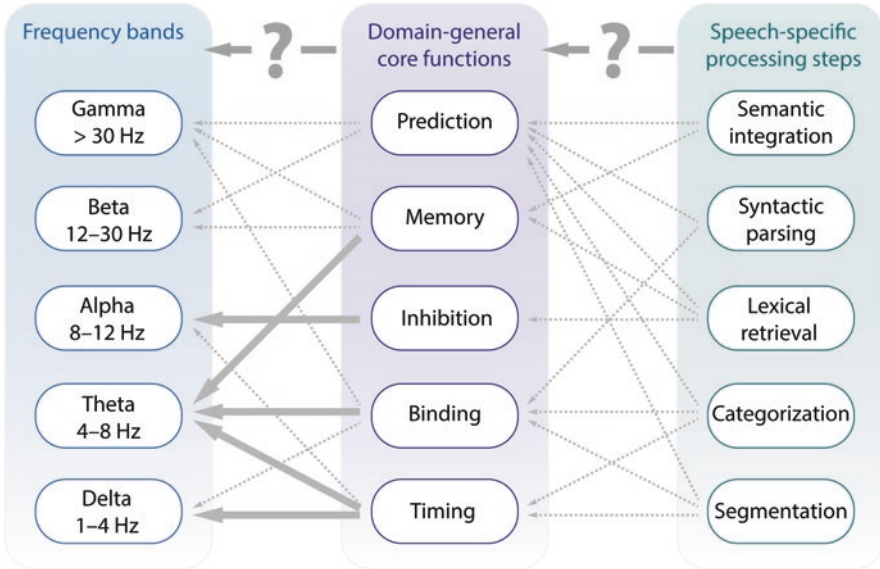 Frequency bands
?
Domain-general
core functions
?
Speech-specific
processing steps
Gamma
> 30 Hz
Prediction
Semantic
integration
Beta
12–30 Hz
Memory
Syntactic
parsing
Alpha
8–12 Hz
Inhibition
Lexical
retrieval
Theta
4–8 Hz
Binding
Categorization
Delta
1–4 Hz
Timing
Segmentation